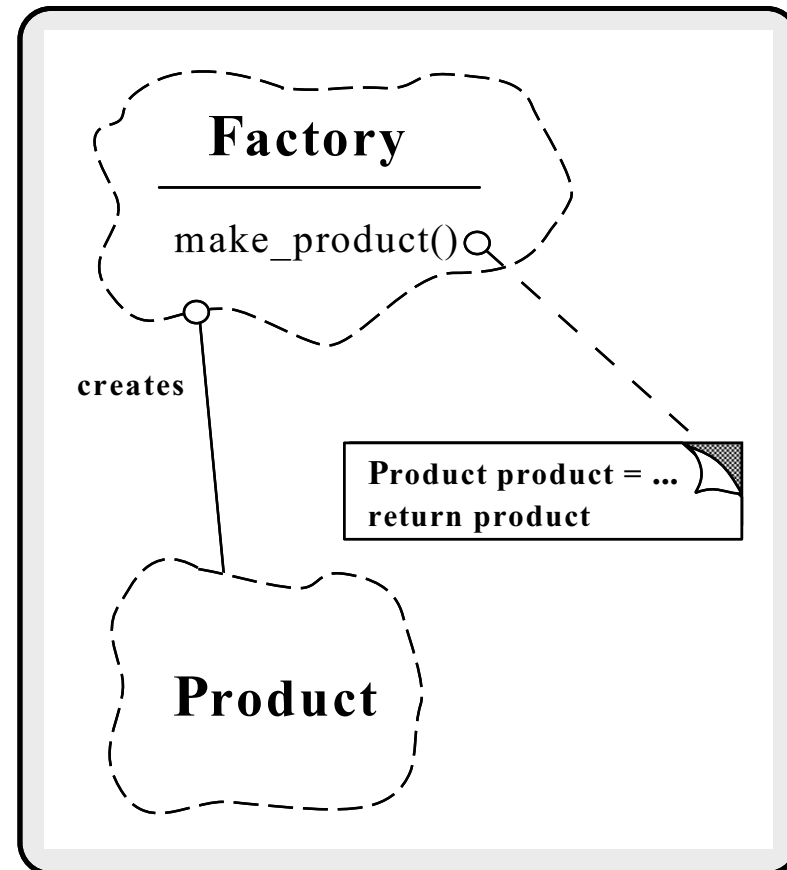 Factory
make_product()
creates
Product product = ...
return product
Product